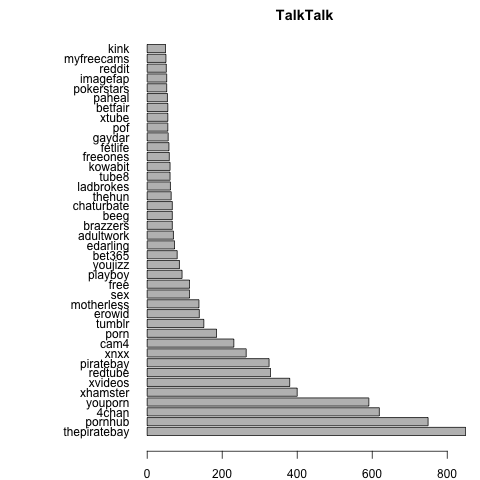 TalkTalk
kink
myfreecams
reddit
imagefap
pokerstars
paheal
betfair
xtube
pof
gaydar
fetlife
freeones
kowabit
tube8
ladbrokes
thehun
chaturbate
beeg
brazzers
adultwork
edarling
bet365
youjizz
playboy
free
sex
motherless
erowid
tumblr
porn
cam4
xnxx
piratebay
redtube
xvideos
xhamster
youporn
4chan
pornhub
thepiratebay
0 200 400 600 800